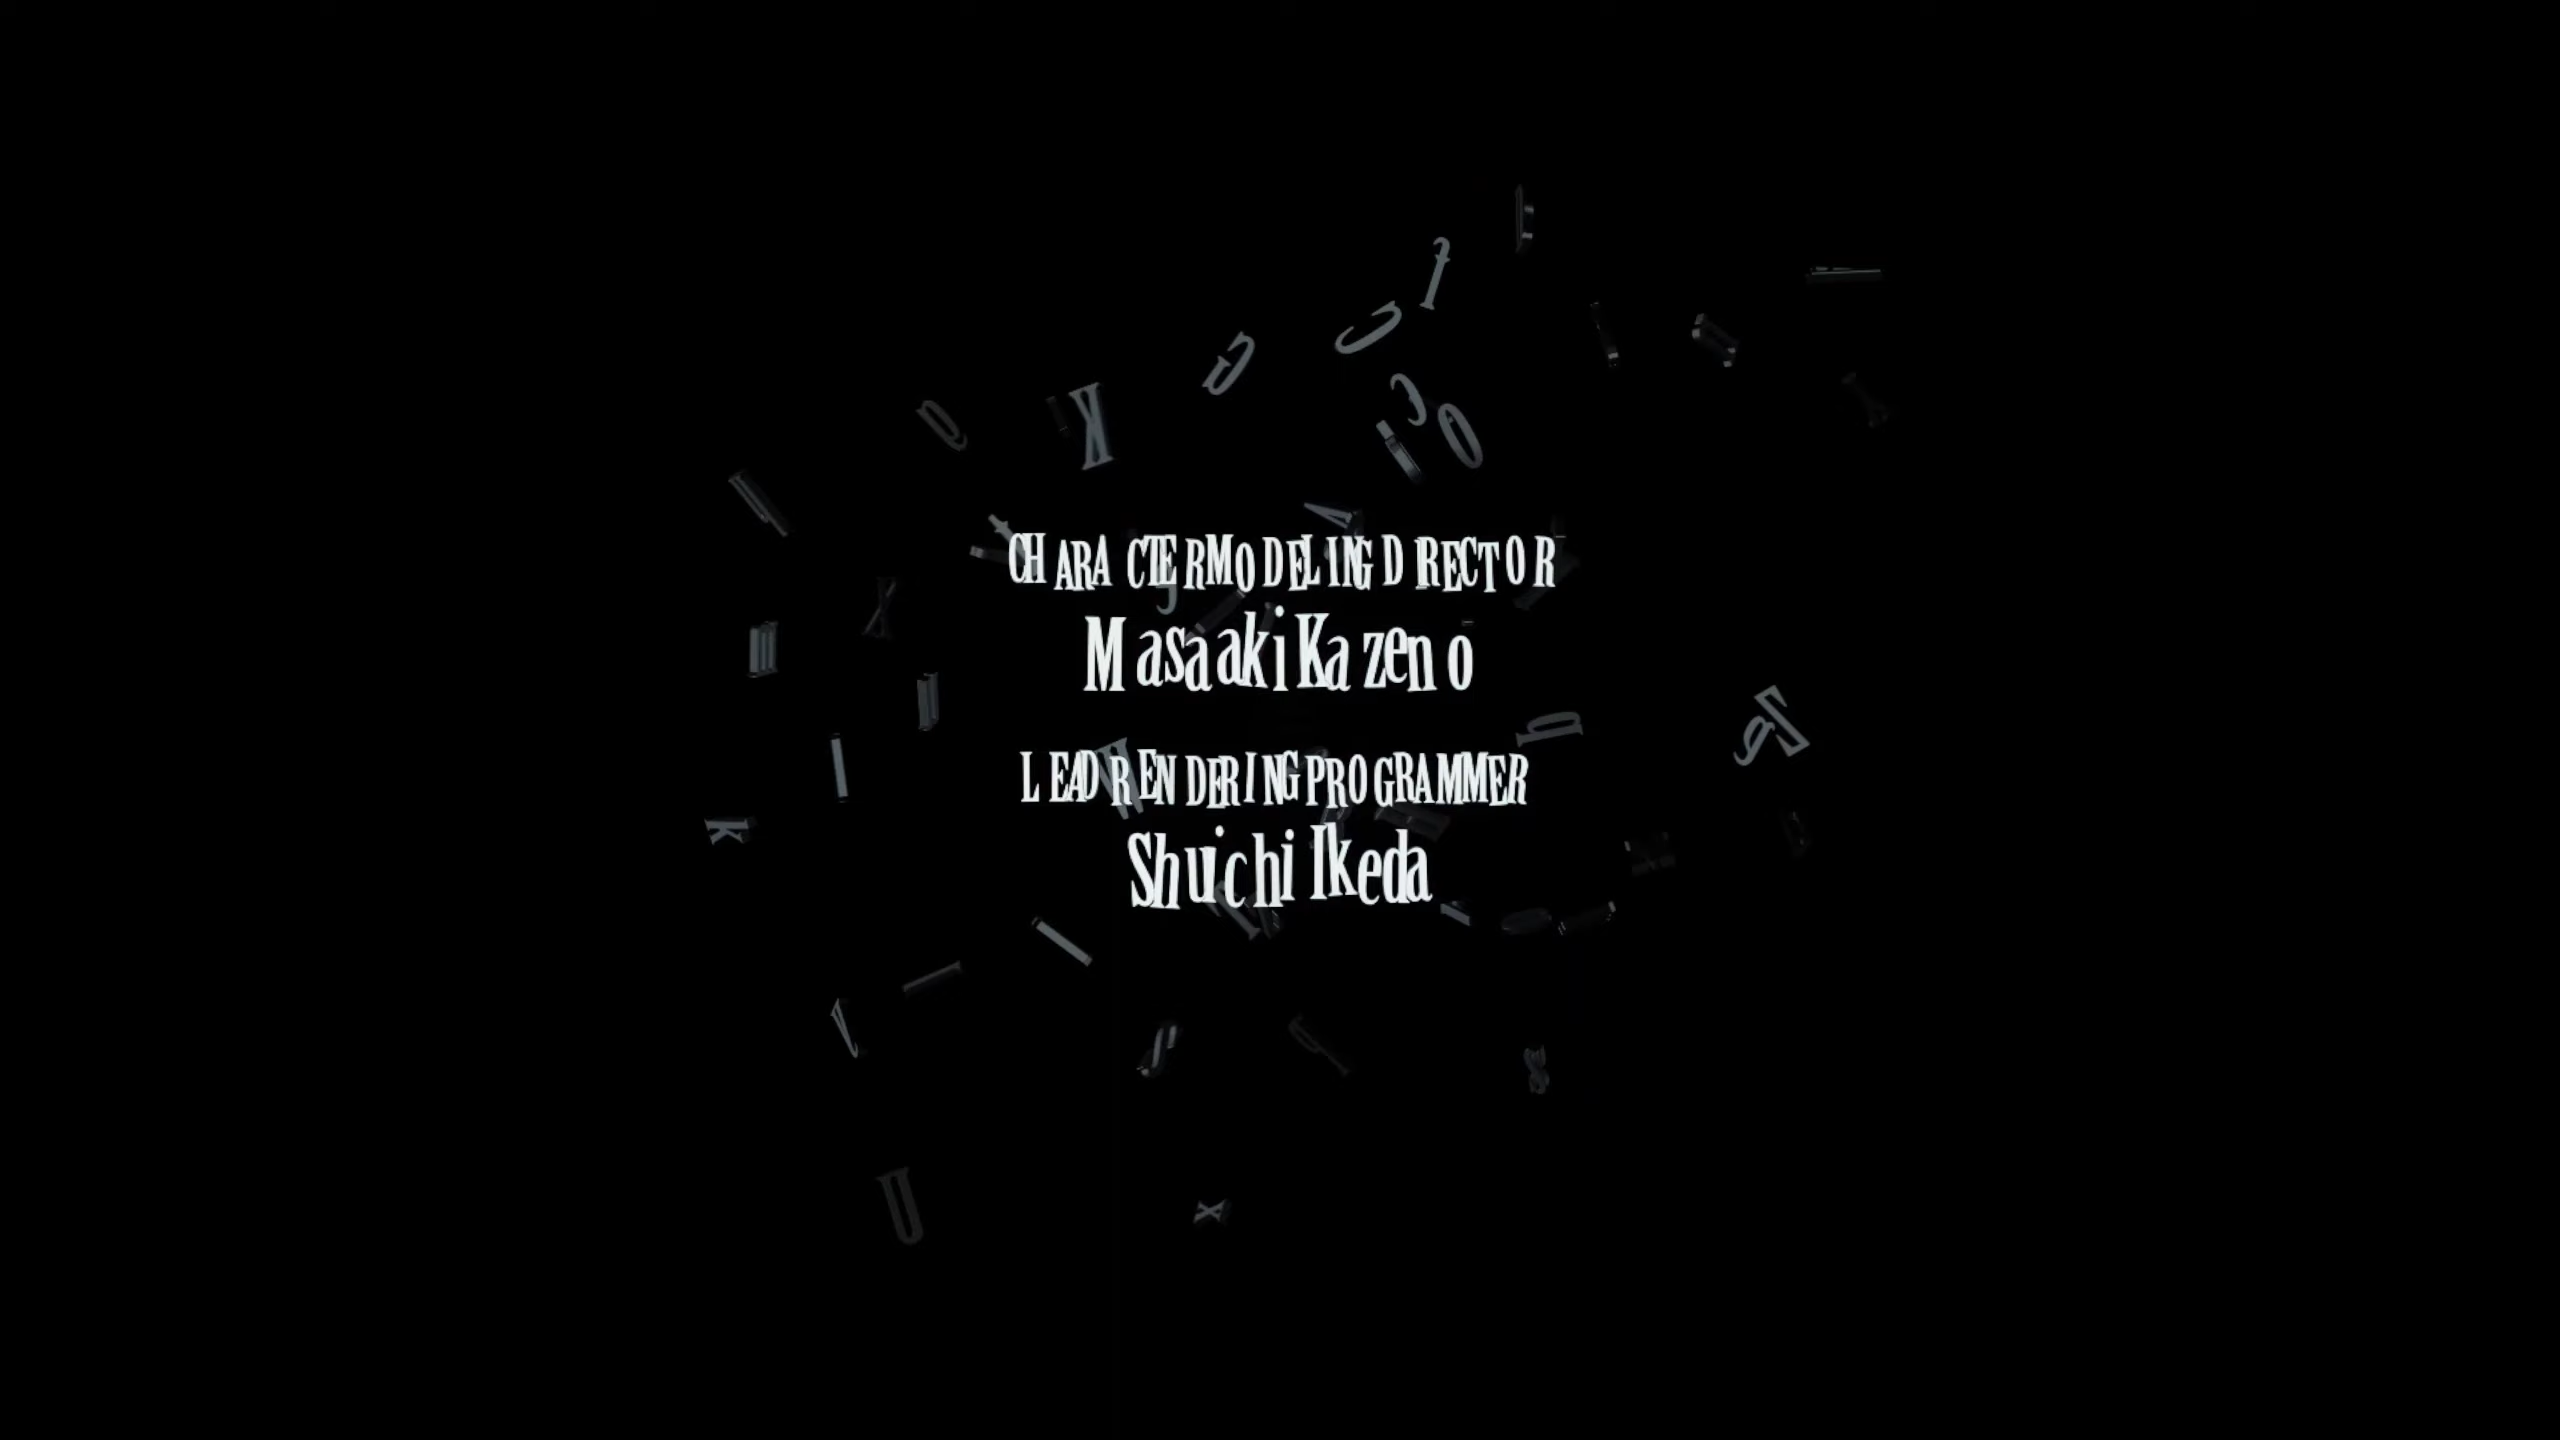 CHARACTER MODELING DIRECTOR
Masaaki Kazeno
LEAD RENDERING PROGRAMMER
Shuichi Ikeda